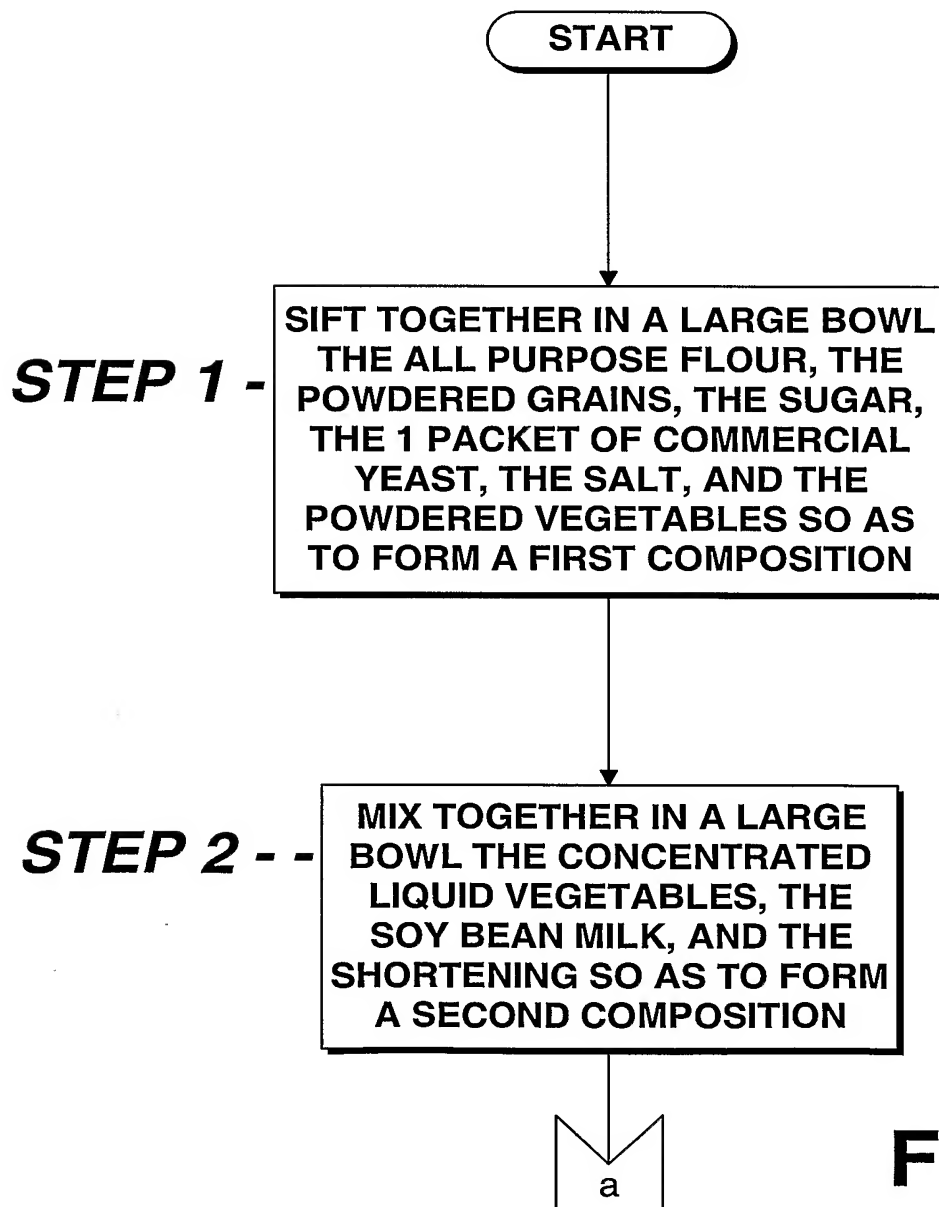 START
STEP 1 -
SIFT TOGETHER IN A LARGE BOWL
THE ALL PURPOSE FLOUR, THE
POWDERED GRAINS, THE SUGAR,
THE 1 PACKET OF COMMERCIAL
YEAST, THE SALT, AND THE
POWDERED VEGETABLES SO AS
TO FORM A FIRST COMPOSITION
STEP 2 - -
MIX TOGETHER IN A LARGE
BOWL THE CONCENTRATED
LIQUID VEGETABLES, THE
SOY BEAN MILK, AND THE
SHORTENING SO AS TO FORM
A SECOND COMPOSITION
a
F